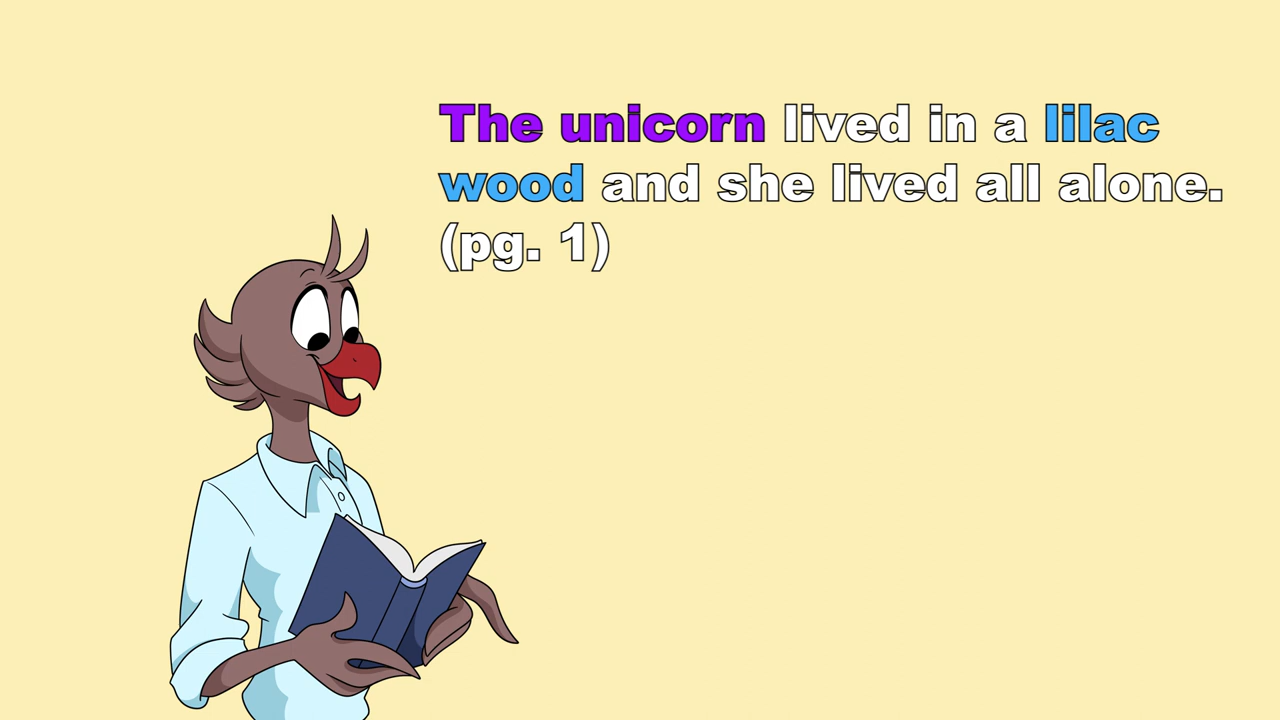 The unicorn lived in a lilac
wood and she lived all alone.
(pg. 1)